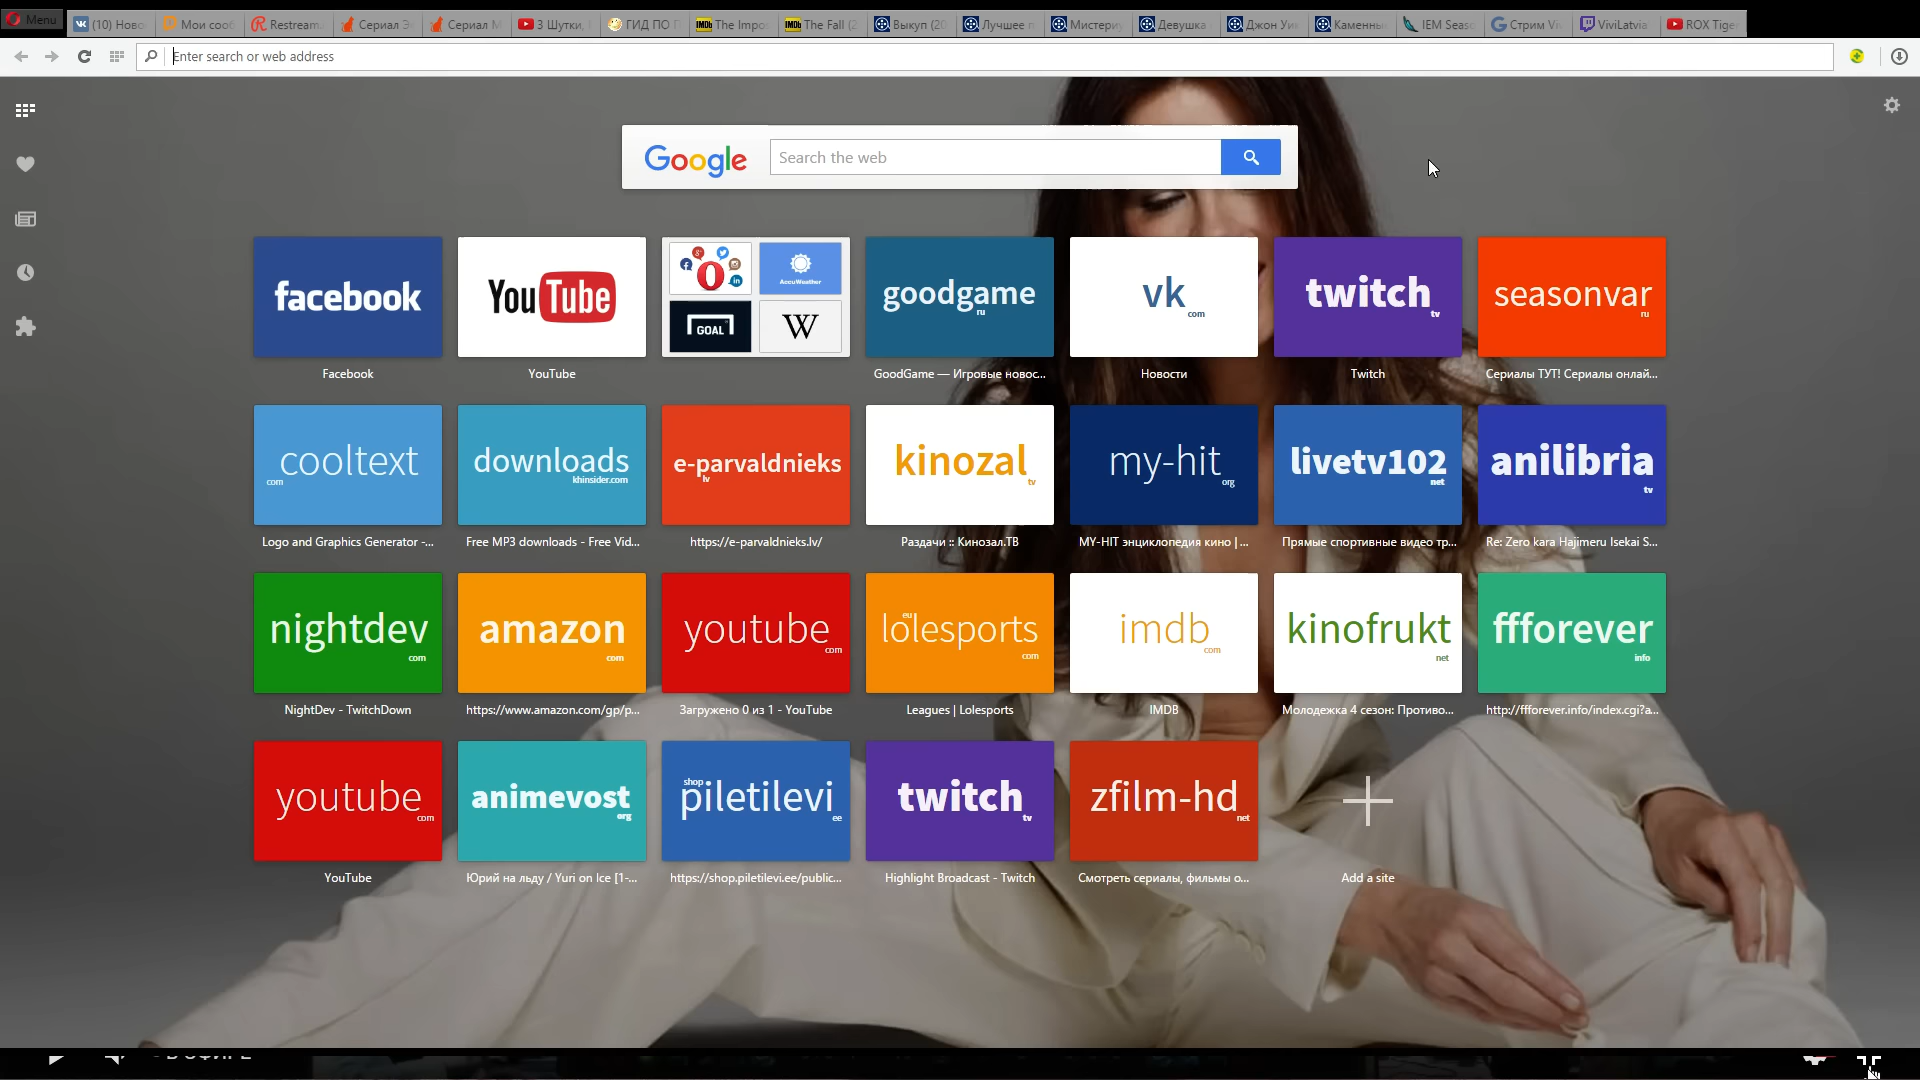 Menu
(10) Ново
Мои сооб
Restream.
Сериал Э
Сериал М
3 Шутки,
ГИД ПО
The Impo
The Fall (2
Выкуп (20
Лучшее п
Мистери
Девушка
Джон Уи
Каменны
IEM Seaso
Стрим Viv
ViviLatvia
ROX Tiger
Enter search or web address
Google
Search the web
facebook
YouTube
AccuWeather
GOAL
W
goodgame
ru
vk
com
twitch
tv
seasonvar
ru
Facebook
YouTube
GoodGame — Игровые новос...
Новости
Twitch
Сериалы ТУТ! Сериалы онлай...
cooltext
com
downloads
khinsider.com
e-parvaldnieks
lv
kinozal
tv
my-hit
org
livetv102
net
anilibria
tv
Logo and Graphics Generator -...
Free MP3 downloads - Free Vid...
https://e-parvaldnieks.lv/
Раздачи :: Кинозал.ТВ
MY-HIT энциклопедия кино | ...
Прямые спортивные видео тр...
Re: Zero kara Hajimeru Isekai S...
nightdev
com
amazon
com
youtube
com
eu
lolesports
com
imdb
com
kinofrukt
net
ffforever
info
NightDev - TwitchDown
https://www.amazon.com/gp/p...
Загружено 0 из 1 - YouTube
Leagues | Lolesports
IMDB
Молодежка 4 сезон: Противо...
http://ffforever.info/index.cgi?a...
youtube
com
animevost
org
shop
piletilevi
ee
twitch
tv
zfilm-hd
net
YouTube
Юрий на льду / Yuri on Ice [1-...
https://shop.piletilevi.ee/public...
Highlight Broadcast - Twitch
Смотреть сериалы, фильмы о...
Add a site